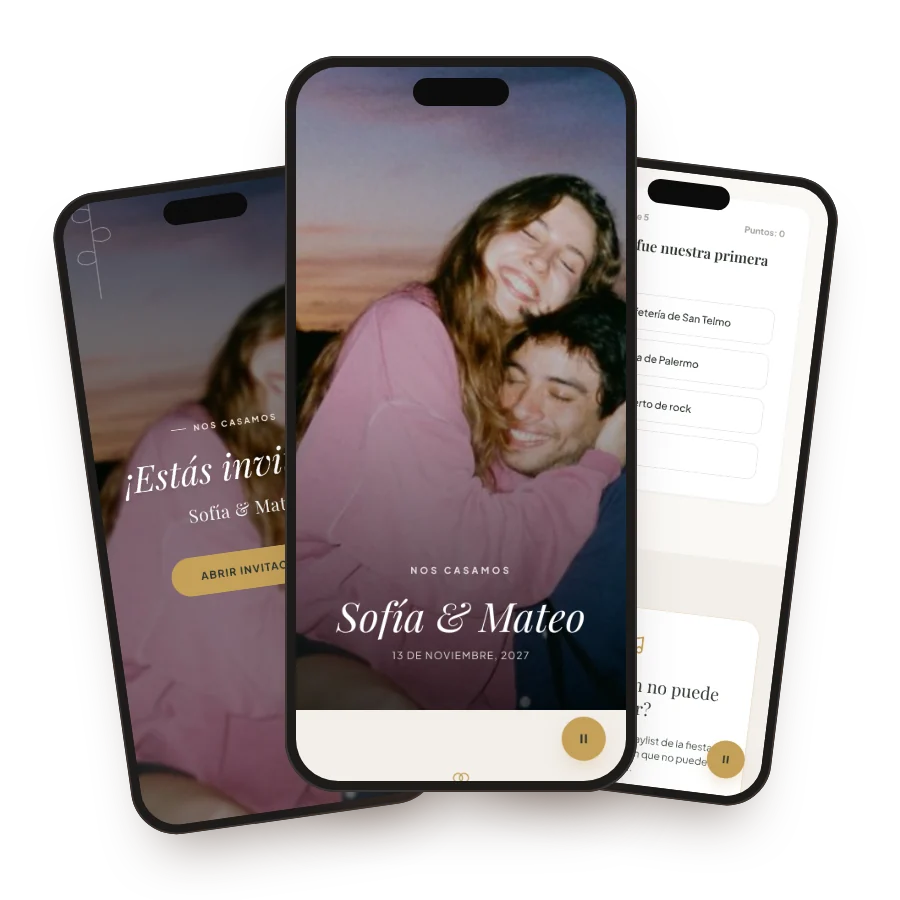 NOS CASAMOS
¡Estás invi
Sofía & Mat
ABRIR INVITAC
NOS CASAMOS
Sofía & Mateo
13 DE NOVIEMBRE, 2027
e 5
Puntos: 0
fue nuestra primera
fetería de San Telmo
a de Palermo
erto de rock
n no puede
r?
aylist de la fiesta
n que no puede